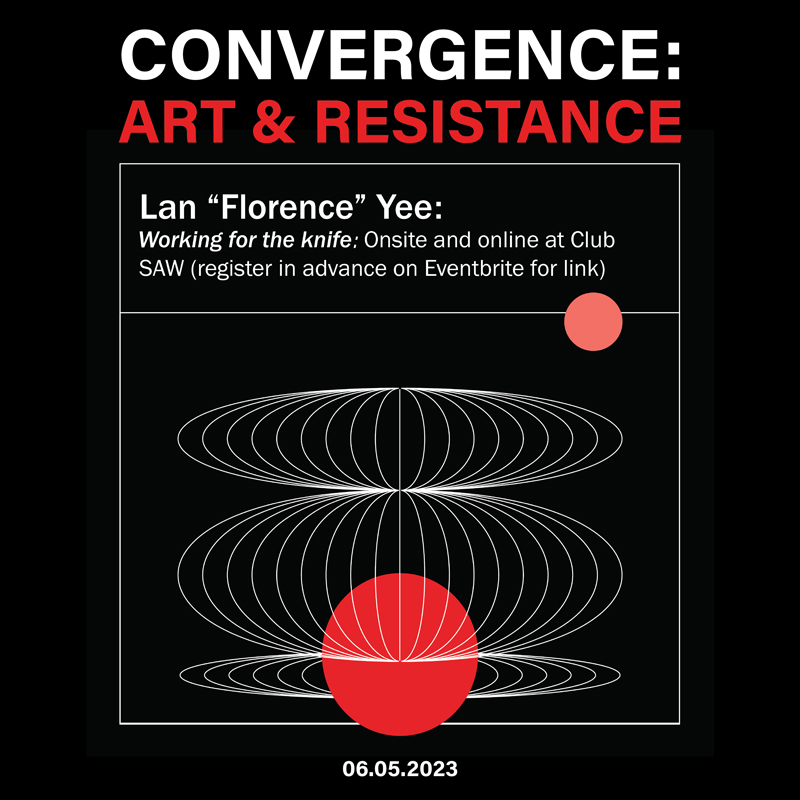 CONVERGENCE:
ART & RESISTANCE
Lan “Florence” Yee:
Working for the knife: Onsite and online at Club
SAW (register in advance on Eventbrite for link)
06.05.2023